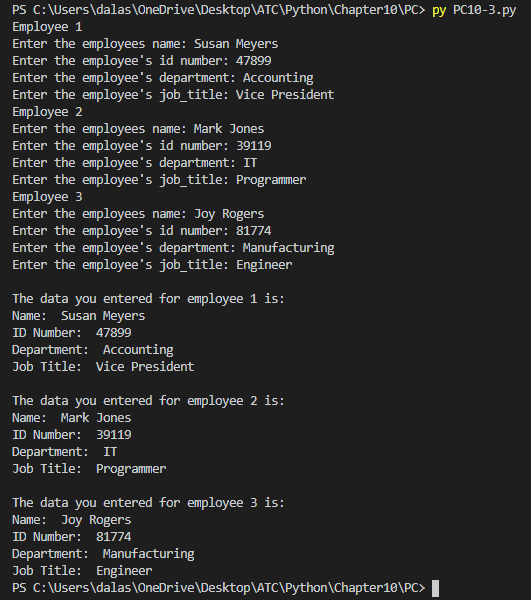 PS C:\Users\dalas\OneDrive\Desktop\ATC\Python\Chapter10\PC> py PC10-3.py
Employee 1
Enter the employees name: Susan Meyers
Enter the employee's id number: 47899
Enter the employee's department: Accounting
Enter the employee's job_title: Vice President
Employee 2
Enter the employees name: Mark Jones
Enter the employee's id number: 39119
Enter the employee's department: IT
Enter the employee's job_title: Programmer
Employee 3
Enter the employees name: Joy Rogers
Enter the employee's id number: 81774
Enter the employee's department: Manufacturing
Enter the employee's job_title: Engineer

The data you entered for employee 1 is:
Name:  Susan Meyers
ID Number:  47899
Department:  Accounting
Job Title:  Vice President

The data you entered for employee 2 is:
Name:  Mark Jones
ID Number:  39119
Department:  IT
Job Title:  Programmer

The data you entered for employee 3 is:
Name:  Joy Rogers
ID Number:  81774
Department:  Manufacturing
Job Title:  Engineer
PS C:\Users\dalas\OneDrive\Desktop\ATC\Python\Chapter10\PC>